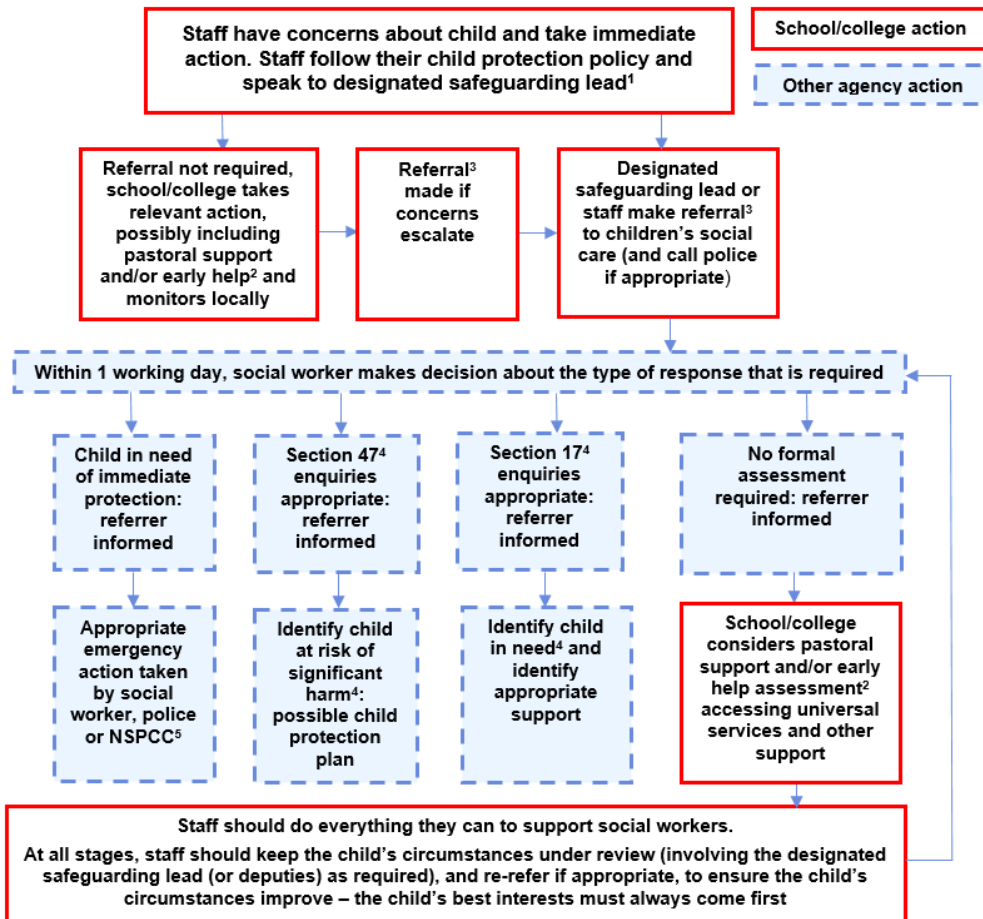 Staff have concerns about child and take immediate
action. Staff follow their child protection policy and
speak to designated safeguarding lead¹
School/college action
Other agency action
Referral not required,
school/college takes
relevant action,
possibly including
pastoral support
and/or early help² and
monitors locally
Referral³
made if
concerns
escalate
Designated
safeguarding lead or
staff make referral³
to children’s social
care (and call police
if appropriate)
Within 1 working day, social worker makes decision about the type of response that is required
Child in need
of immediate
protection:
referrer
informed
Section 47⁴
enquiries
appropriate:
referrer
informed
Section 17⁴
enquiries
appropriate:
referrer
informed
No formal
assessment
required: referrer
informed
Appropriate
emergency
action taken
by social
worker, police
or NSPCC⁵
Identify child
at risk of
significant
harm⁴:
possible child
protection
plan
Identify child
in need⁴ and
identify
appropriate
support
School/college
considers pastoral
support and/or early
help assessment²
accessing universal
services and other
support
Staff should do everything they can to support social workers.
At all stages, staff should keep the child’s circumstances under review (involving the designated
safeguarding lead (or deputies) as required), and re-refer if appropriate, to ensure the child’s
circumstances improve – the child’s best interests must always come first